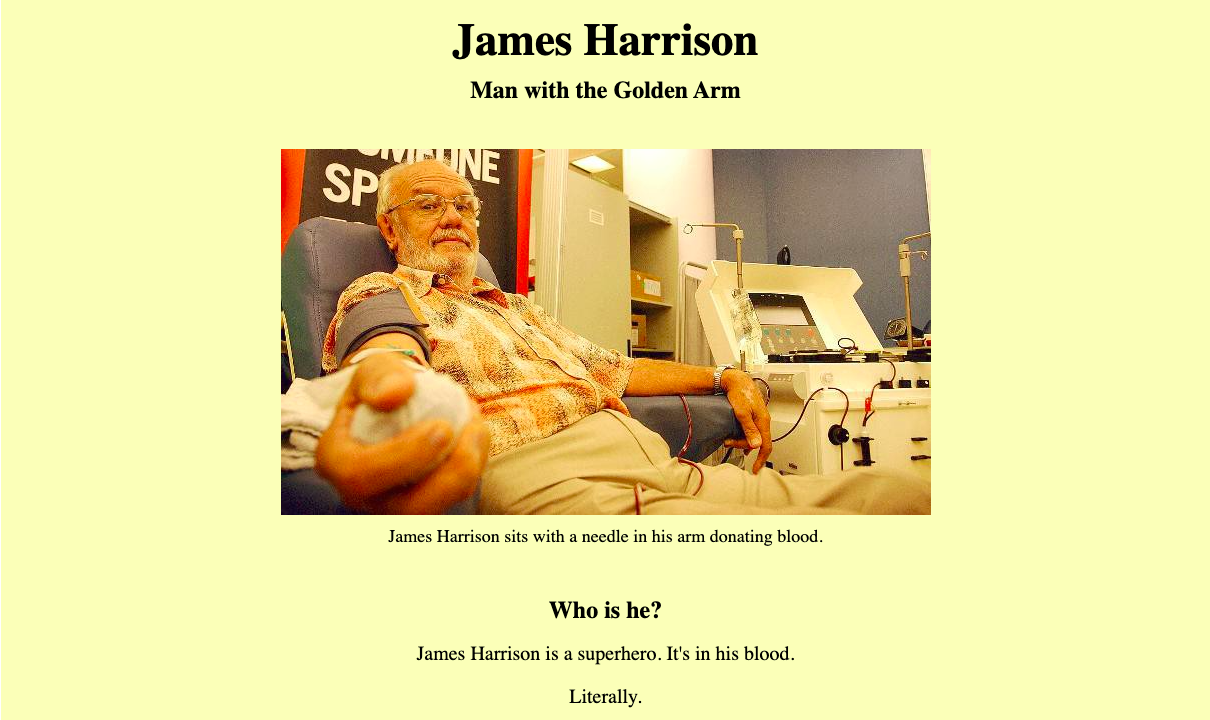 James Harrison
Man with the Golden Arm
SP
James Harrison sits with a needle in his arm donating blood.
Who is he?
James Harrison is a superhero. It's in his blood.
Literally.